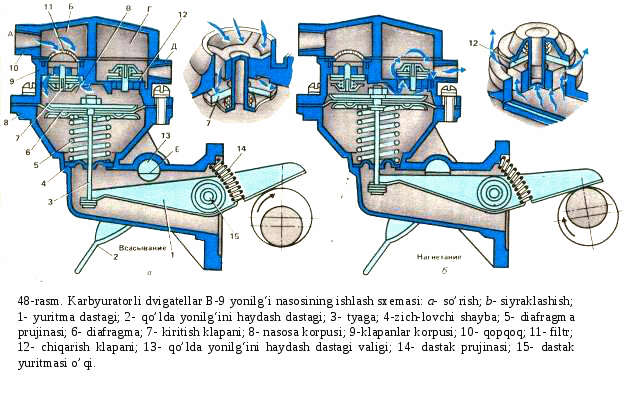 11 Б В Г 12
А
Д
10
9
8
7
6
5
4
3
13
Е
14
15
1
2
Всасывание
а
7
12
Нагнетание
б
48-rasm. Karbyuratorli dvigatellar B-9 yonilg‘i nasosining ishlash sxemasi: a- so‘rish; b- siyraklashish;
1- yuritma dastagi; 2- qo‘lda yonilg‘ini haydash dastagi; 3- tyaga; 4-zich-lovchi shayba; 5- diafragma
prujinasi; 6- diafragma; 7- kiritish klapani; 8- nasosa korpusi; 9-klapanlar korpusi; 10- qopqoq; 11- filtr;
12- chiqarish klapani; 13- qo‘lda yonilg‘ini haydash dastagi valigi; 14- dastak prujinasi; 15- dastak
yuritmasi o‘qi.